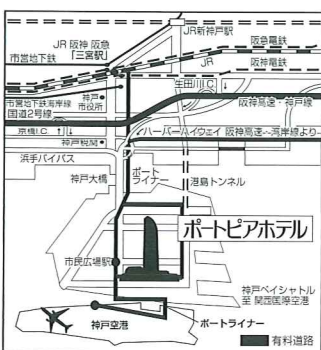 JR新神戸駅
JR 阪神 阪急
「三宮駅」
市営地下鉄
阪急電鉄
JR
阪神電鉄
生田川I.C.
神戸
市役所
市営地下鉄海岸線
国道2号線
阪神高速・神戸線
京橋I.C.
ハーバーハイウェイ
阪神高速・湾岸線より
神戸税関
浜手バイパス
ポート
ライナー
神戸大橋
港島トンネル
ポートピアホテル
市民広場駅
神戸ベイシャトル
至 関西国際空港
神戸空港
ポートライナー
有料道路